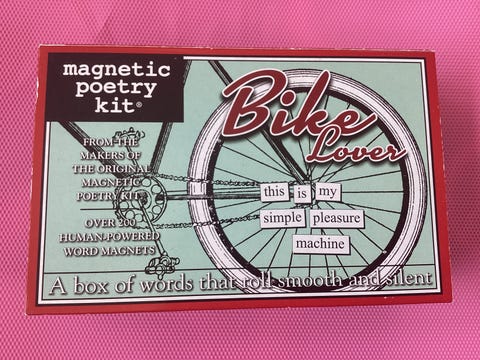 magnetic
poetry
kit®
Bike
Lover
FROM THE
MAKERS OF
THE ORIGINAL
MAGNETIC
POETRY KIT®
OVER 200
HUMAN-POWERED
WORD MAGNETS
this is my
simple pleasure
machine
A box of words that roll smooth and silent